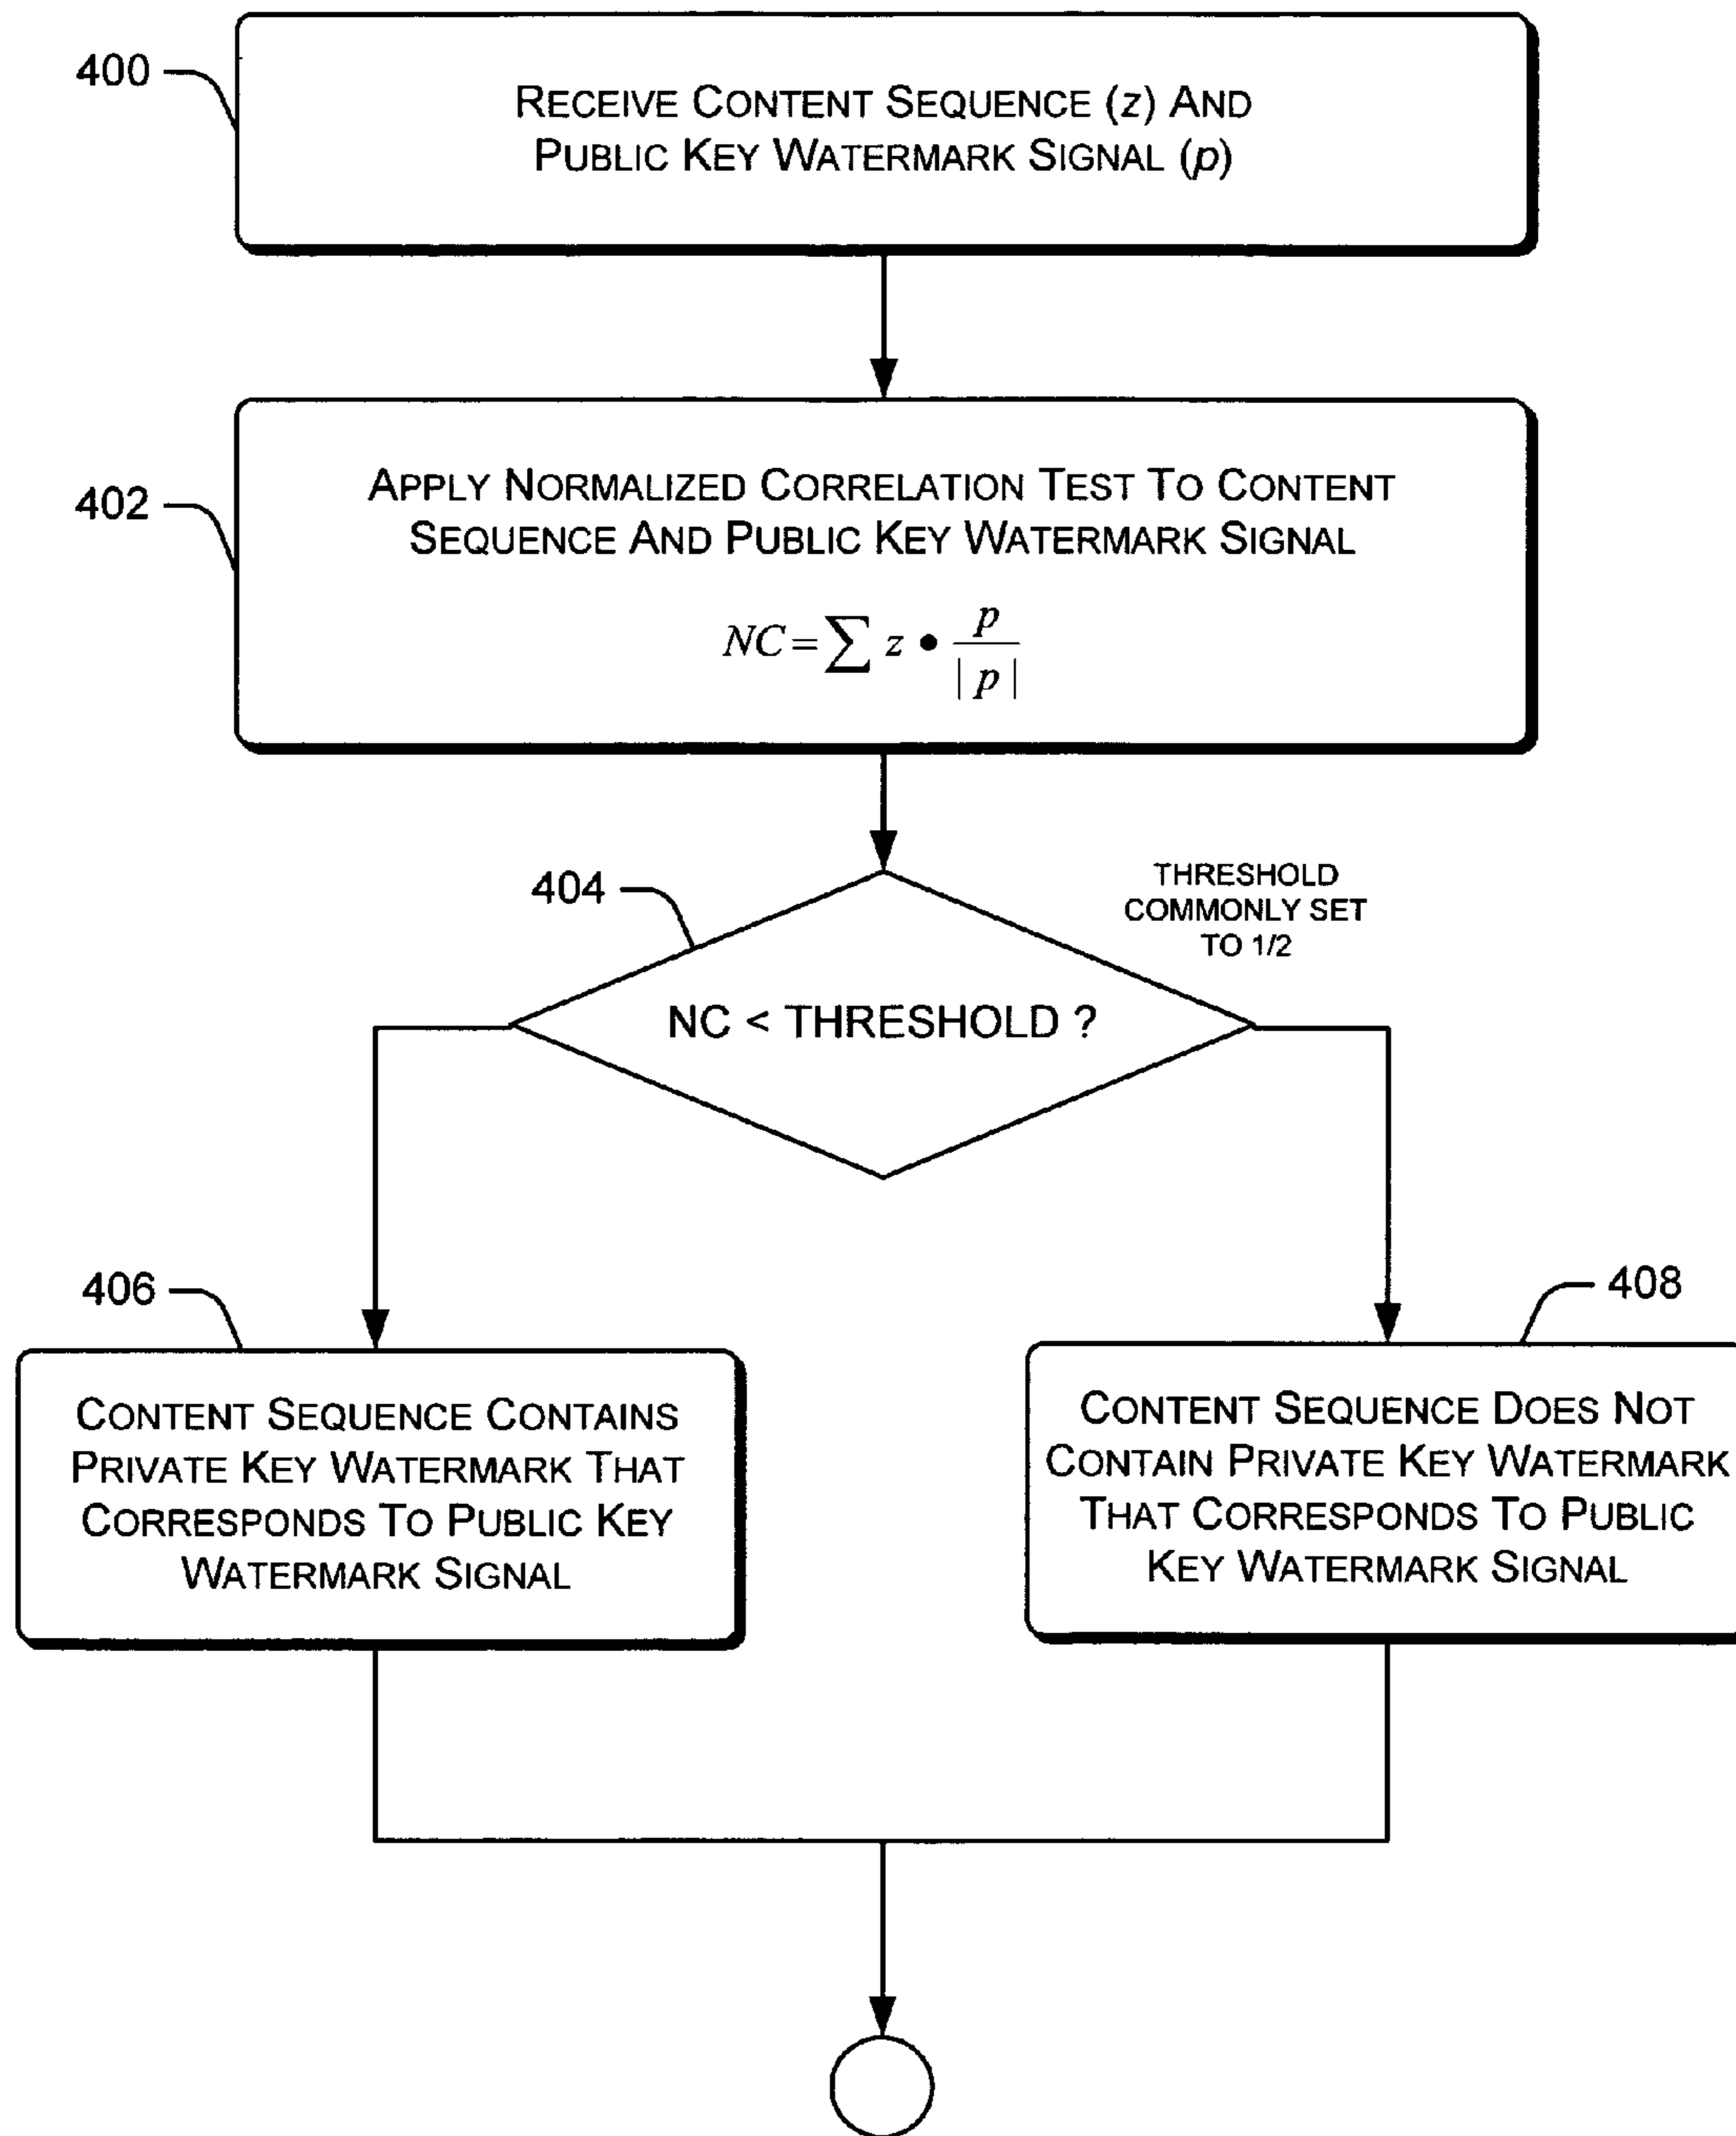 400
RECEIVE CONTENT SEQUENCE (z) AND
PUBLIC KEY WATERMARK SIGNAL (p)
402
APPLY NORMALIZED CORRELATION TEST TO CONTENT
SEQUENCE AND PUBLIC KEY WATERMARK SIGNAL
NC = ∑ z • p / | p |
404
THRESHOLD
COMMONLY SET
TO 1/2
NC < THRESHOLD ?
406
CONTENT SEQUENCE CONTAINS
PRIVATE KEY WATERMARK THAT
CORRESPONDS TO PUBLIC KEY
WATERMARK SIGNAL
408
CONTENT SEQUENCE DOES NOT
CONTAIN PRIVATE KEY WATERMARK
THAT CORRESPONDS TO PUBLIC
KEY WATERMARK SIGNAL